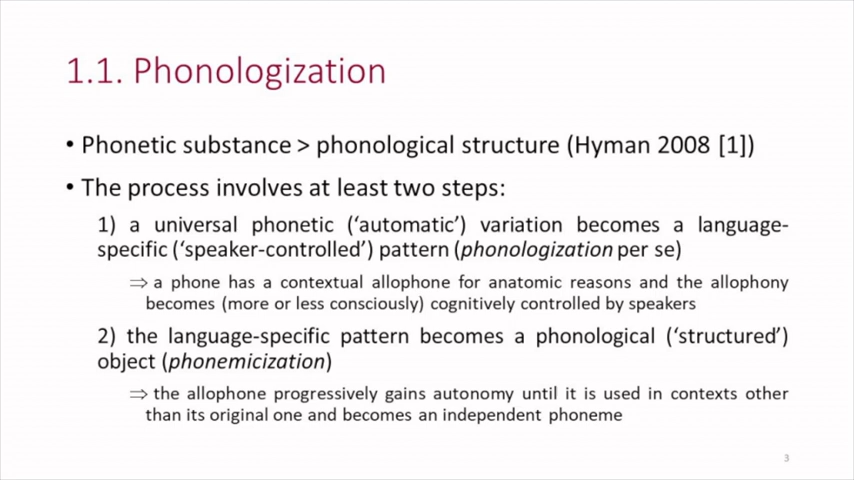 1.1. Phonologization
• Phonetic substance > phonological structure (Hyman 2008 [1])
• The process involves at least two steps:
1) a universal phonetic (‘automatic’) variation becomes a language-
specific (‘speaker-controlled’) pattern (phonologization per se)
⇒ a phone has a contextual allophone for anatomic reasons and the allophony
becomes (more or less consciously) cognitively controlled by speakers
2) the language-specific pattern becomes a phonological (‘structured’)
object (phonemicization)
⇒ the allophone progressively gains autonomy until it is used in contexts other
than its original one and becomes an independent phoneme
3